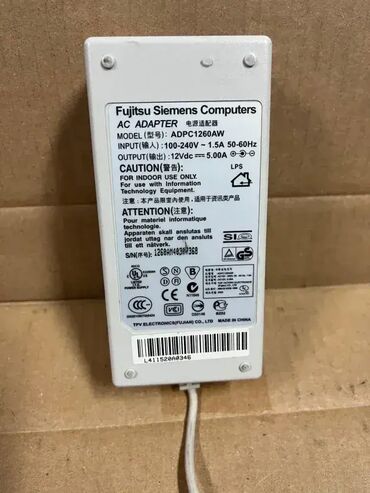 Fujitsu Siemens Computers
AC ADAPTER 电源适配器
MODEL(型号): ADPC1260AW
INPUT(输入): 100-240V ~ 1.5A 50-60Hz
OUTPUT(输出): 12Vdc 5.00A
CAUTION(警告): LPS
FOR INDOOR USE ONLY.
For use with Information
Technology Equipment.
注意:本产品限室内使用,适用于资讯类产品
ATTENTION(注意):
Pour materiel informatique
technologie.
Apparaten skall anslutas till
jordat uttag nar den ansluts
till ett natverk.
S/N(序号):
TPV ELECTRONICS(FUJIAN) CO., LTD MADE IN CHINA
L411520A0346